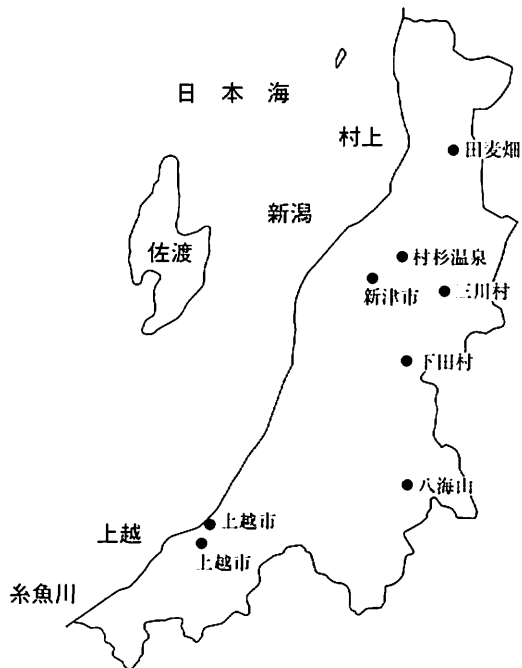 日本海
村上
田麦畑
新潟
佐渡
村杉温泉
新津市
三川村
下田村
八海山
上越市
上越
上越市
糸魚川